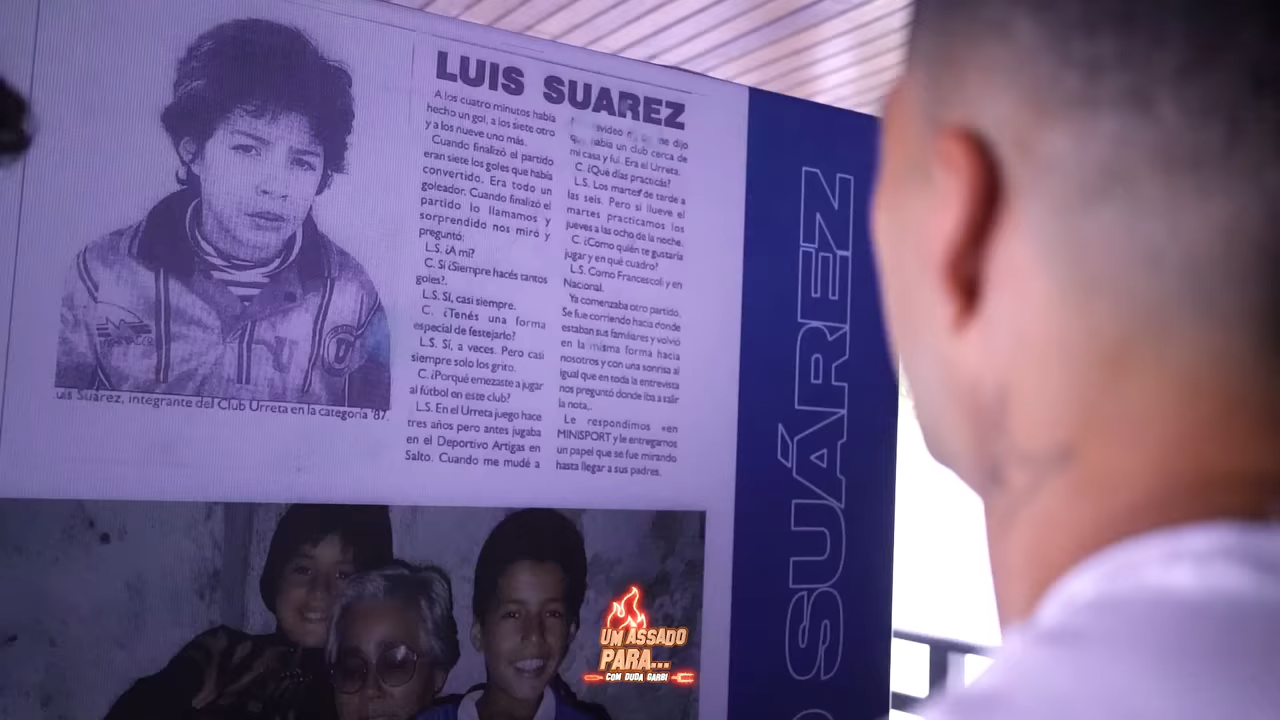 LUIS SUAREZ
A los cuatro minutos había
hecho un gol, a los siete otro
y a los nueve uno más.
Cuando finalizó el partido
eran siete los goles que había
convertido. Era todo un
goleador. Cuando finalizó el
partido lo llamamos y
sorprendido nos miró y
preguntó:
L.S. ¿A mí?
C. Sí ¿Siempre hacés tantos
goles?.
L.S. Sí, casi siempre.
C. ¿Tenés una forma
especial de festejarlo?
L.S. Sí, a veces. Pero casi
siempre solo los grito.
C. ¿Porqué emezaste a jugar
al fútbol en este club?
L.S. En el Urreta juego hace
tres años pero antes jugaba
en el Deportivo Artigas en
Salto. Cuando me mudé a
me dijo
que había un club cerca de
mi casa y fui. Era el Urreta.
C. ¿Qué días practicás?
L.S. Los martes de tarde a
las seis. Pero si llueve el
martes practicamos los
jueves a las ocho de la noche.
C. ¿Como quién te gustaría
jugar y en qué cuadro?
L.S. Como Francescoli y en
Nacional.
Ya comenzaba otro partido.
Se fue corriendo hacia donde
estaban sus familiares y volvió
en la misma forma hacia
nosotros y con una sonrisa al
igual que en toda la entrevista
nos preguntó donde iba a salir
la nota,.
Le respondimos «en
MINISPORT y le entregamos
un papel que se fue mirando
hasta llegar a sus padres.
uis Suárez, integrante del Club Urreta en la categoría '87.
SUÁREZ
UM ASSADO
PARA...
COM DUDA GARBI